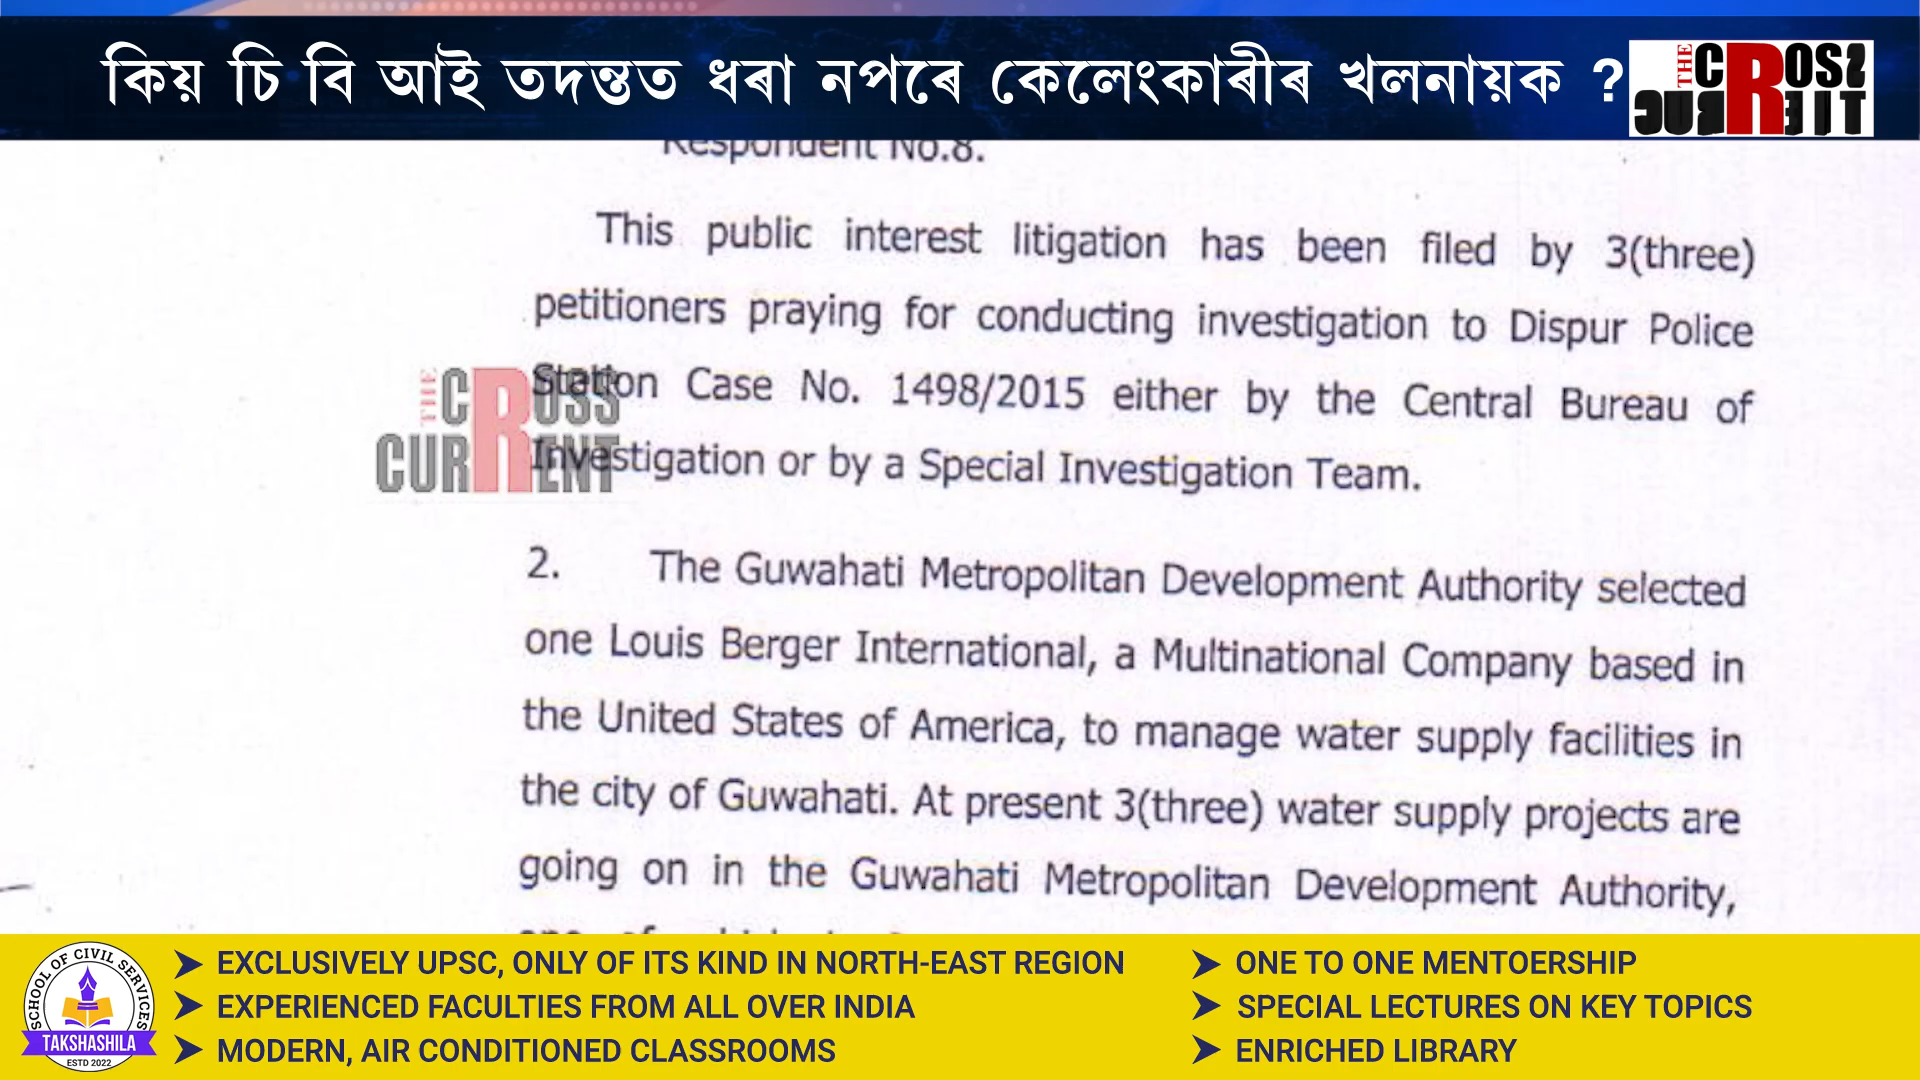 কিয় চি বি আই তদন্তত ধৰা নপৰে কেলেংকাৰীৰ খলনায়ক ?
THE CROSS CURRENT
Respondent No.8.
This public interest litigation has been filed by 3(three)
petitioners praying for conducting investigation to Dispur Police
Station Case No. 1498/2015 either by the Central Bureau of
Investigation or by a Special Investigation Team.
THE CROSS CURRENT
2. The Guwahati Metropolitan Development Authority selected
one Louis Berger International, a Multinational Company based in
the United States of America, to manage water supply facilities in
the city of Guwahati. At present 3(three) water supply projects are
going on in the Guwahati Metropolitan Development Authority,
SCHOOL OF CIVIL SERVICES
TAKSHASHILA
ESTD 2022
EXCLUSIVELY UPSC, ONLY OF ITS KIND IN NORTH-EAST REGION
EXPERIENCED FACULTIES FROM ALL OVER INDIA
MODERN, AIR CONDITIONED CLASSROOMS
ONE TO ONE MENTOERSHIP
SPECIAL LECTURES ON KEY TOPICS
ENRICHED LIBRARY